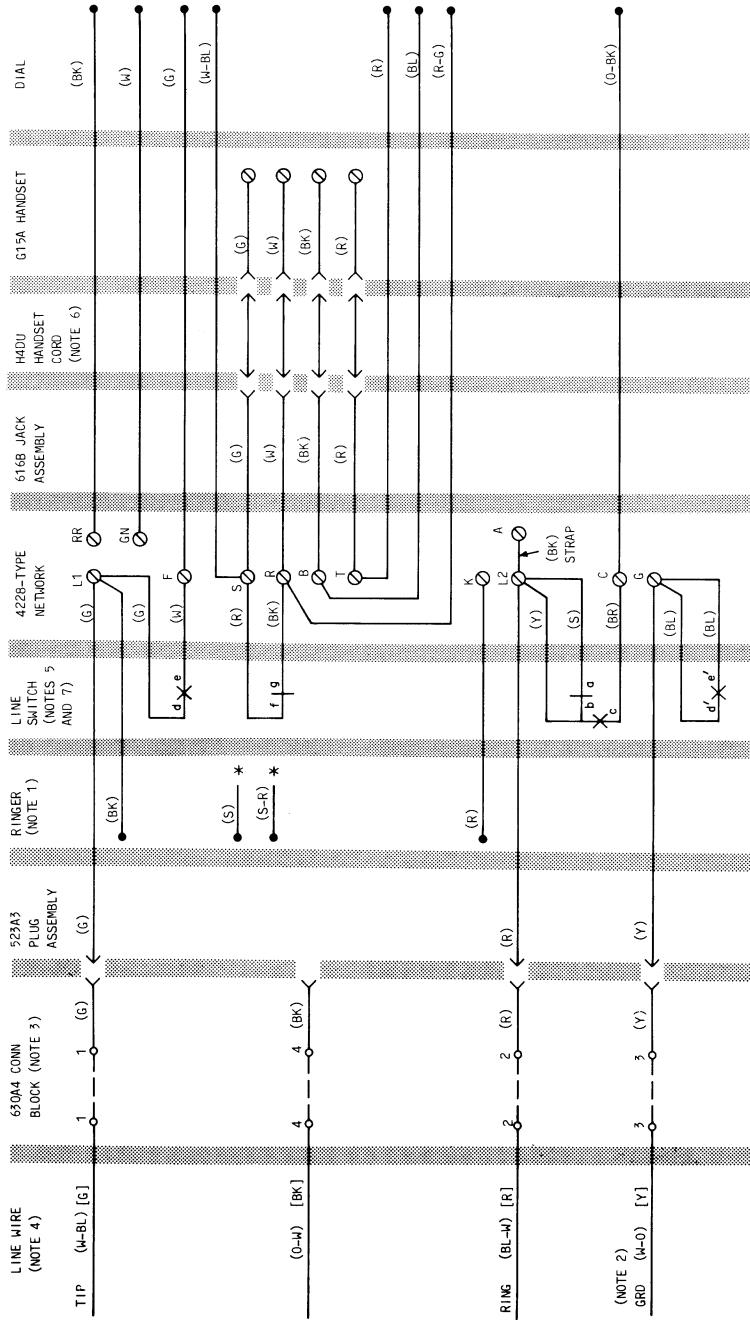 LINE WIRE
(NOTE 4)
630A4 CONN
BLOCK (NOTE 3)
523A3
PLUG
ASSEMBLY
RINGER
(NOTE 1)
LINE
SWITCH
(NOTES 5
AND 7)
4228-TYPE
NETWORK
616B JACK
ASSEMBLY
H4DU
HANDSET
CORD
(NOTE 6)
G15A HANDSET
DIAL
TIP (W-BL) [G]
1
1
(G)
(G)
(G)
L1
RR
(BK)
(BK)
(G)
GN
(W)
d
e
(W)
F
(G)
(W-BL)
(S) *
(R)
S
(G)
(G)
(S-R) *
f
g
(BK)
R
(W)
(W)
(O-W) [BK]
4
4
(BK)
B
(BK)
(BK)
T
(R)
(R)
(R)
(BL)
(R-G)
(R)
K
RING (BL-W) [R]
2
2
(R)
(R)
L2
A
(BK)
STRAP
(Y)
(S)
b
a
c
(BR)
C
(O-BK)
(NOTE 2)
GRD (W-O) [Y]
3
3
(Y)
(Y)
G
(BL)
d'
e'
(BL)